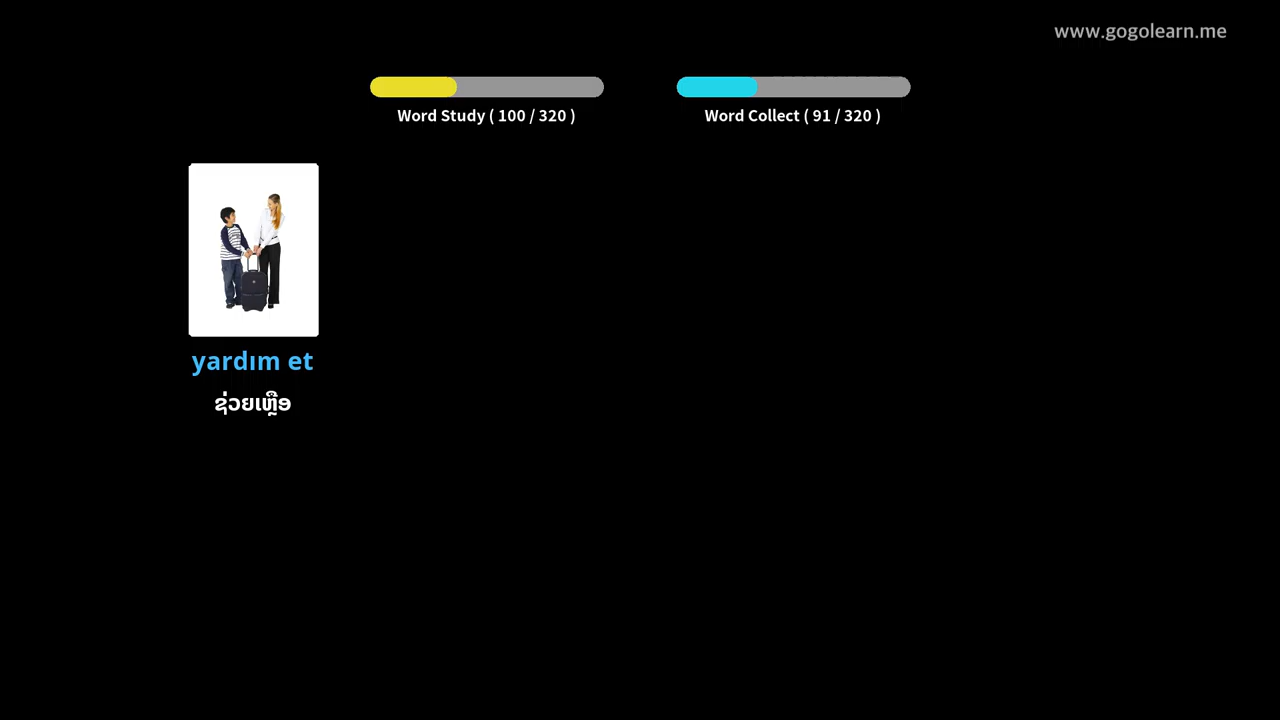 www.gogolearn.me
Word Study ( 100 / 320 )
Word Collect ( 91 / 320 )
yardım et
ຊ່ວຍເຫຼືອ